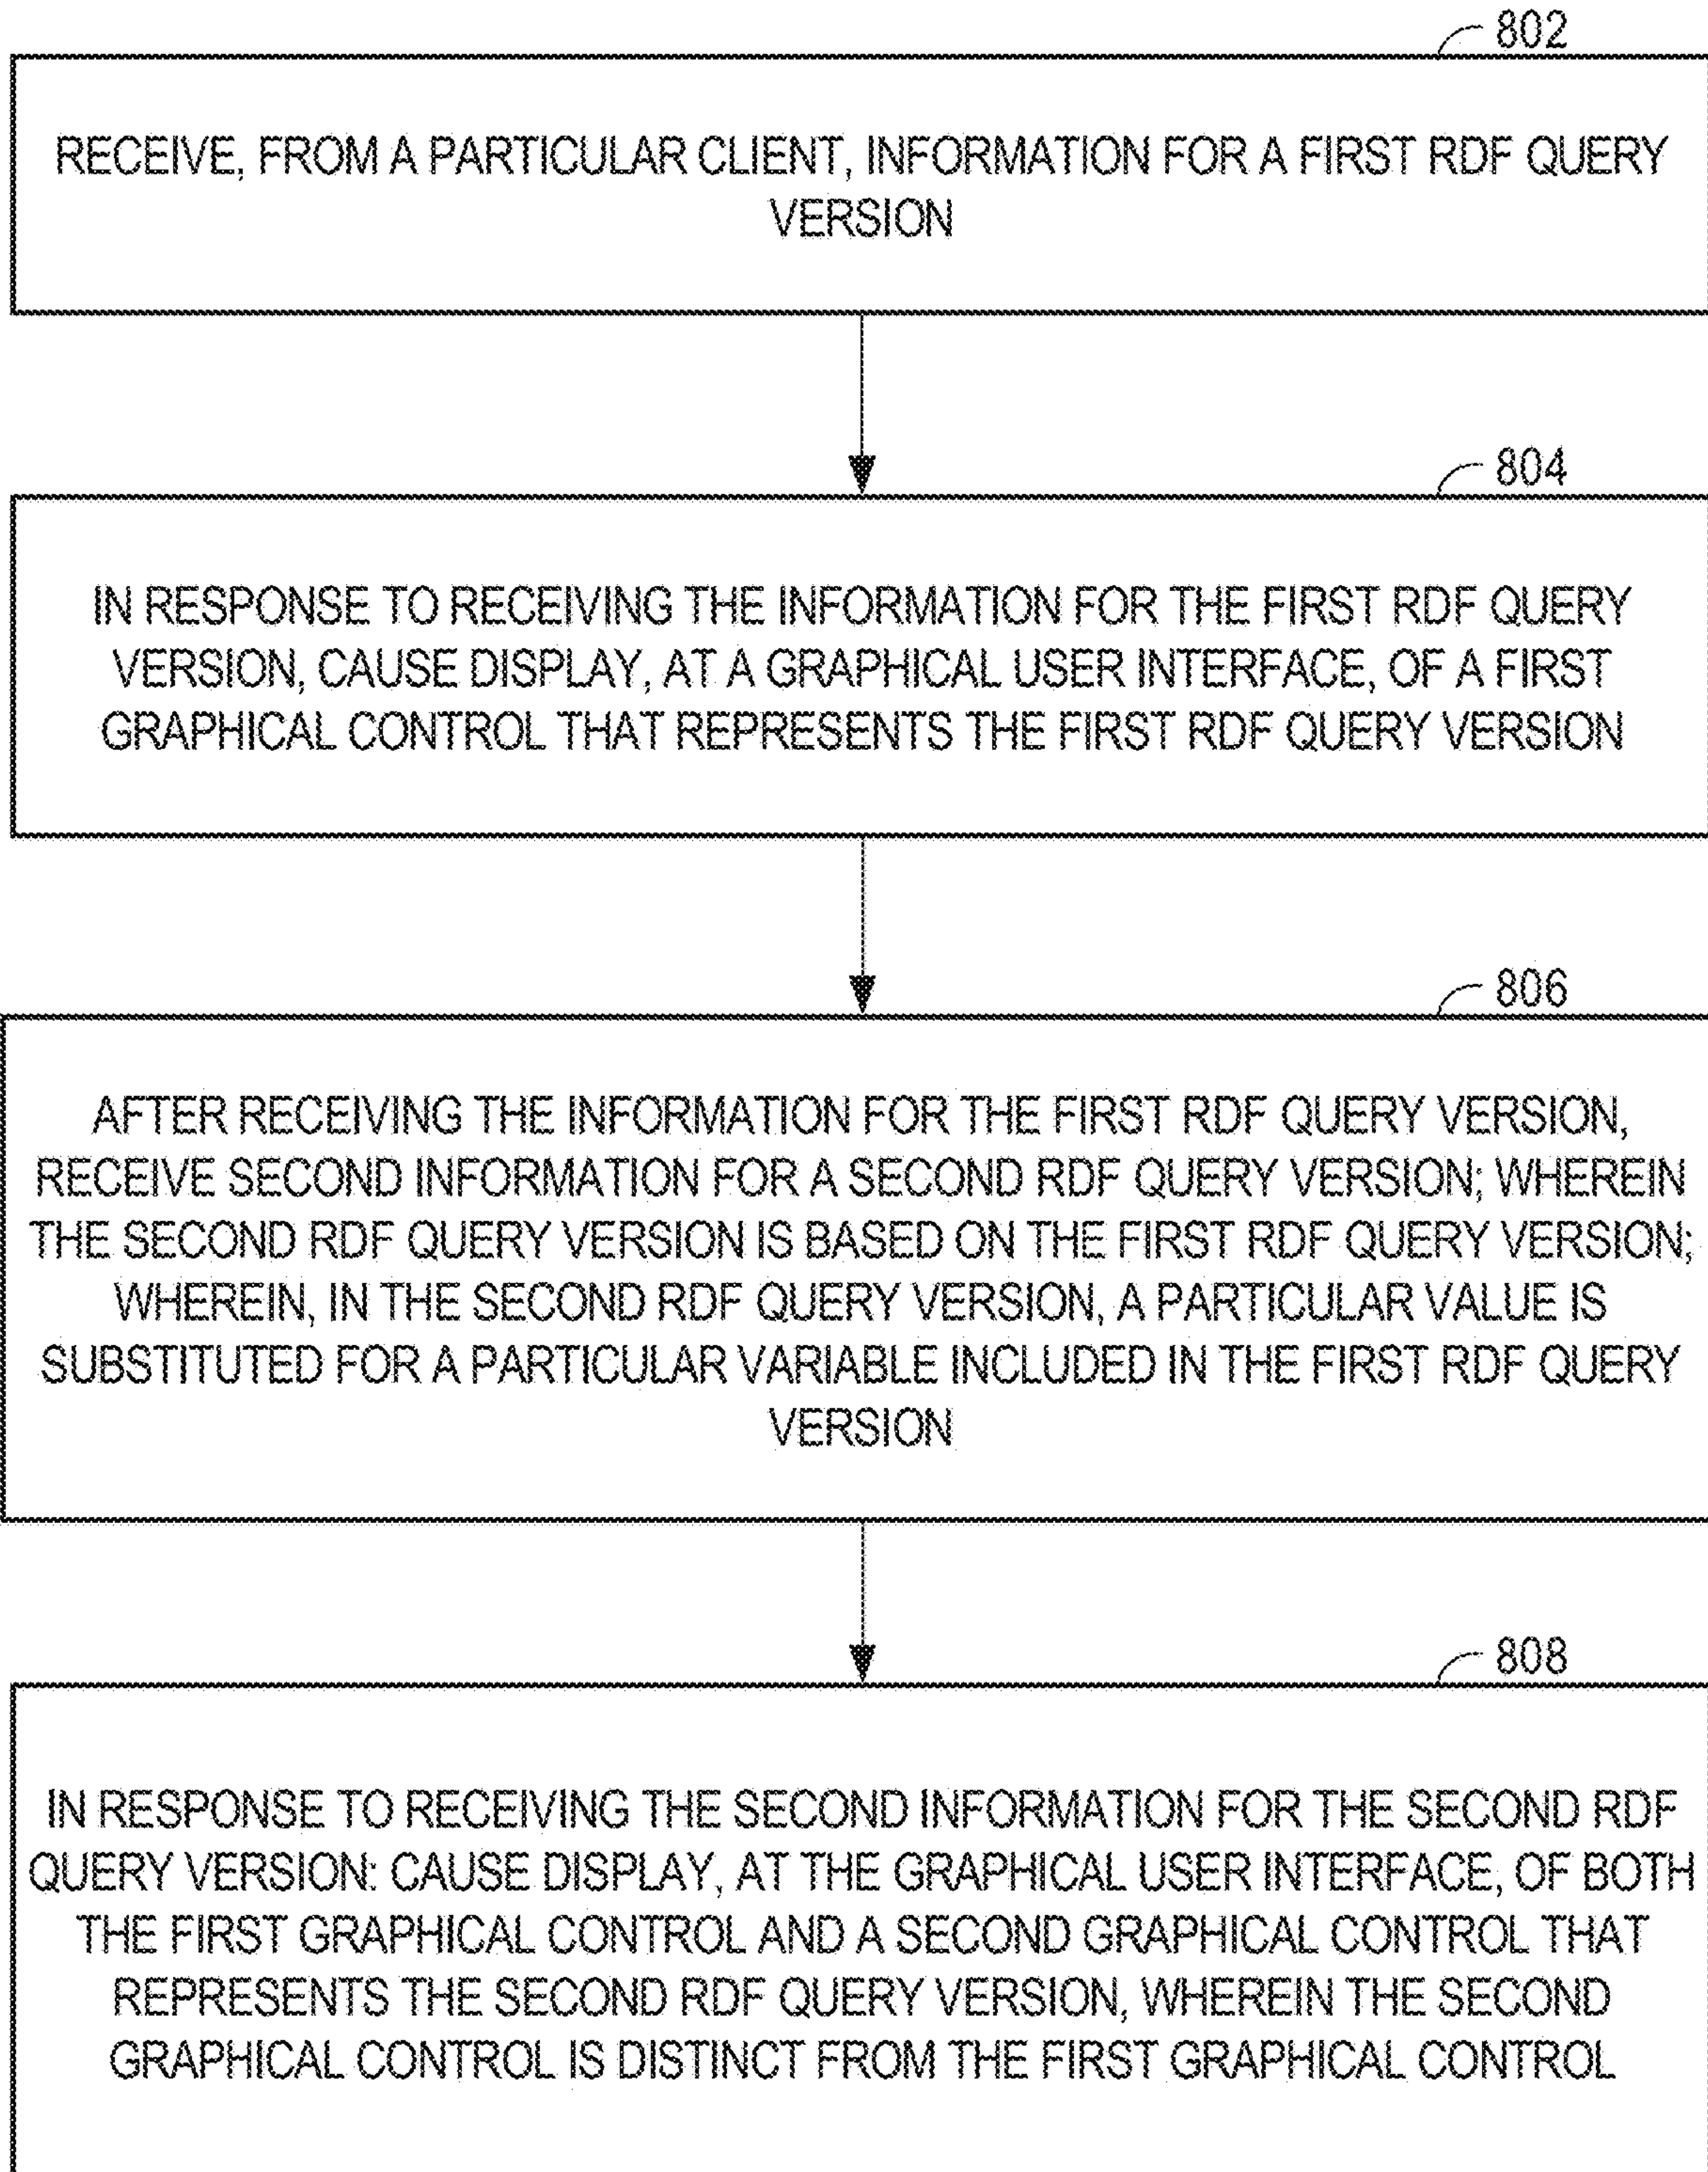 802
RECEIVE, FROM A PARTICULAR CLIENT, INFORMATION FOR A FIRST RDF QUERY
VERSION
804
IN RESPONSE TO RECEIVING THE INFORMATION FOR THE FIRST RDF QUERY
VERSION, CAUSE DISPLAY, AT A GRAPHICAL USER INTERFACE, OF A FIRST
GRAPHICAL CONTROL THAT REPRESENTS THE FIRST RDF QUERY VERSION
806
AFTER RECEIVING THE INFORMATION FOR THE FIRST RDF QUERY VERSION,
RECEIVE SECOND INFORMATION FOR A SECOND RDF QUERY VERSION; WHEREIN
THE SECOND RDF QUERY VERSION IS BASED ON THE FIRST RDF QUERY VERSION;
WHEREIN, IN THE SECOND RDF QUERY VERSION, A PARTICULAR VALUE IS
SUBSTITUTED FOR A PARTICULAR VARIABLE INCLUDED IN THE FIRST RDF QUERY
VERSION
808
IN RESPONSE TO RECEIVING THE SECOND INFORMATION FOR THE SECOND RDF
QUERY VERSION: CAUSE DISPLAY, AT THE GRAPHICAL USER INTERFACE, OF BOTH
THE FIRST GRAPHICAL CONTROL AND A SECOND GRAPHICAL CONTROL THAT
REPRESENTS THE SECOND RDF QUERY VERSION, WHEREIN THE SECOND
GRAPHICAL CONTROL IS DISTINCT FROM THE FIRST GRAPHICAL CONTROL